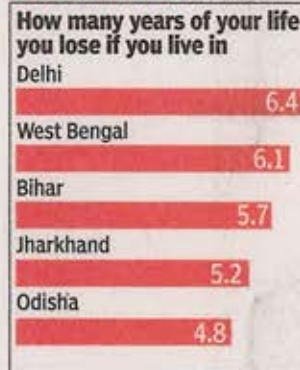 How many years of your life
you lose if you live in
Delhi
6.4
West Bengal
6.1
Bihar
5.7
Jharkhand
5.2
Odisha
4.8